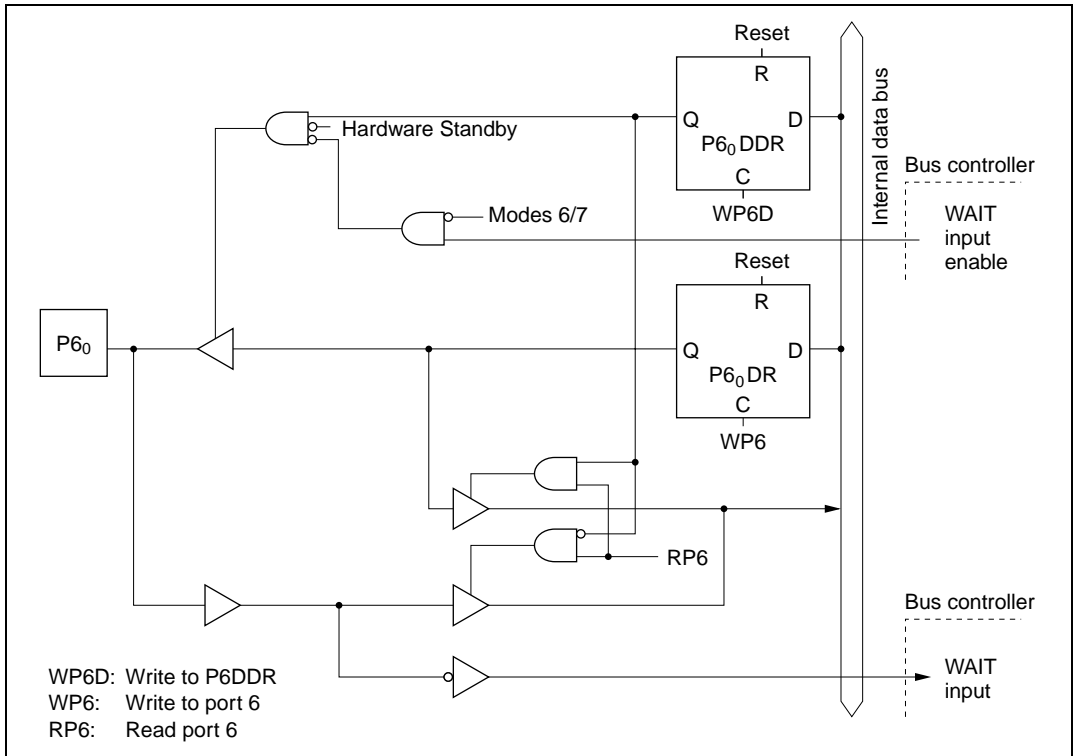 Reset
R
Q
D
P6₀ DDR
C
WP6D
Hardware Standby
Modes 6/7
Internal data bus
Bus controller
WAIT
input
enable
Reset
R
Q
D
P6₀ DR
C
WP6
P6₀
RP6
Bus controller
WAIT
input
WP6D: Write to P6DDR
WP6: Write to port 6
RP6: Read port 6